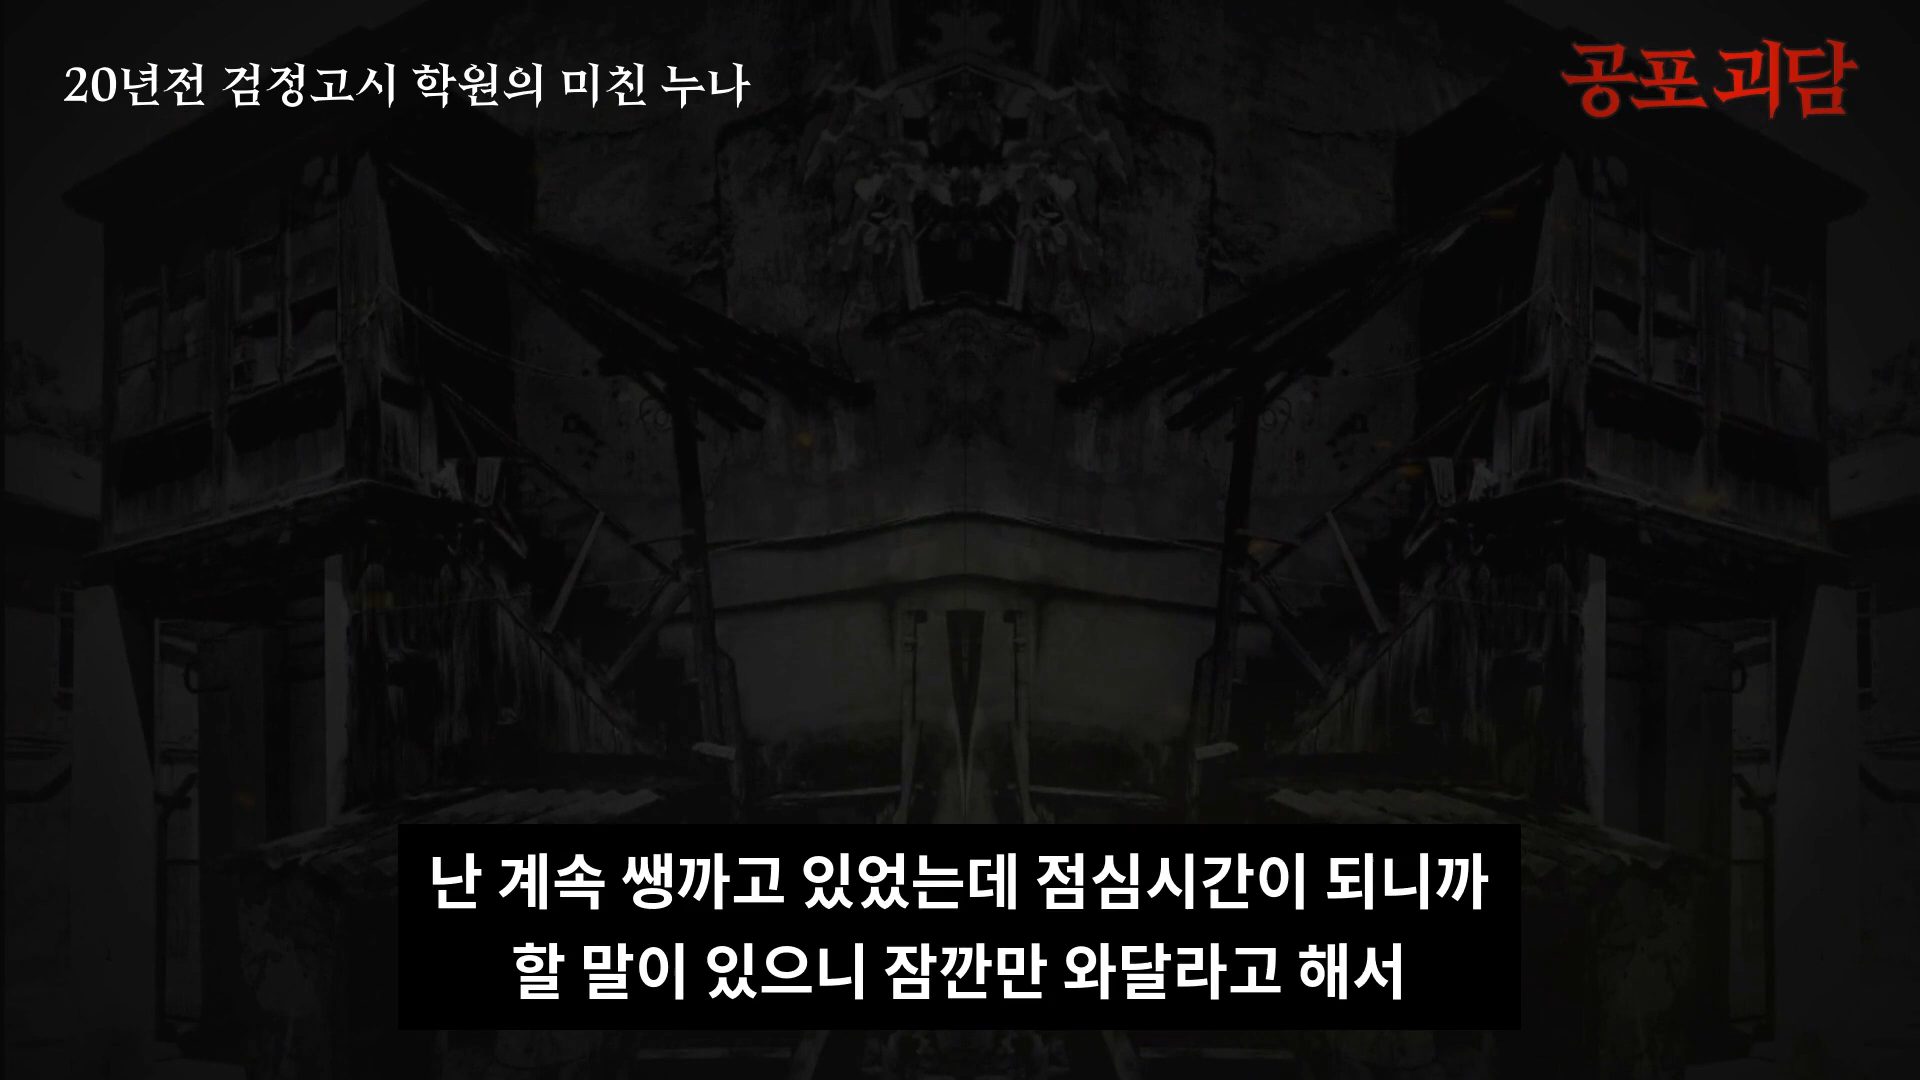 20년전 검정고시 학원의 미친 누나
공포 괴담
난 계속 쌩까고 있었는데 점심시간이 되니까
할 말이 있으니 잠깐만 와달라고 해서